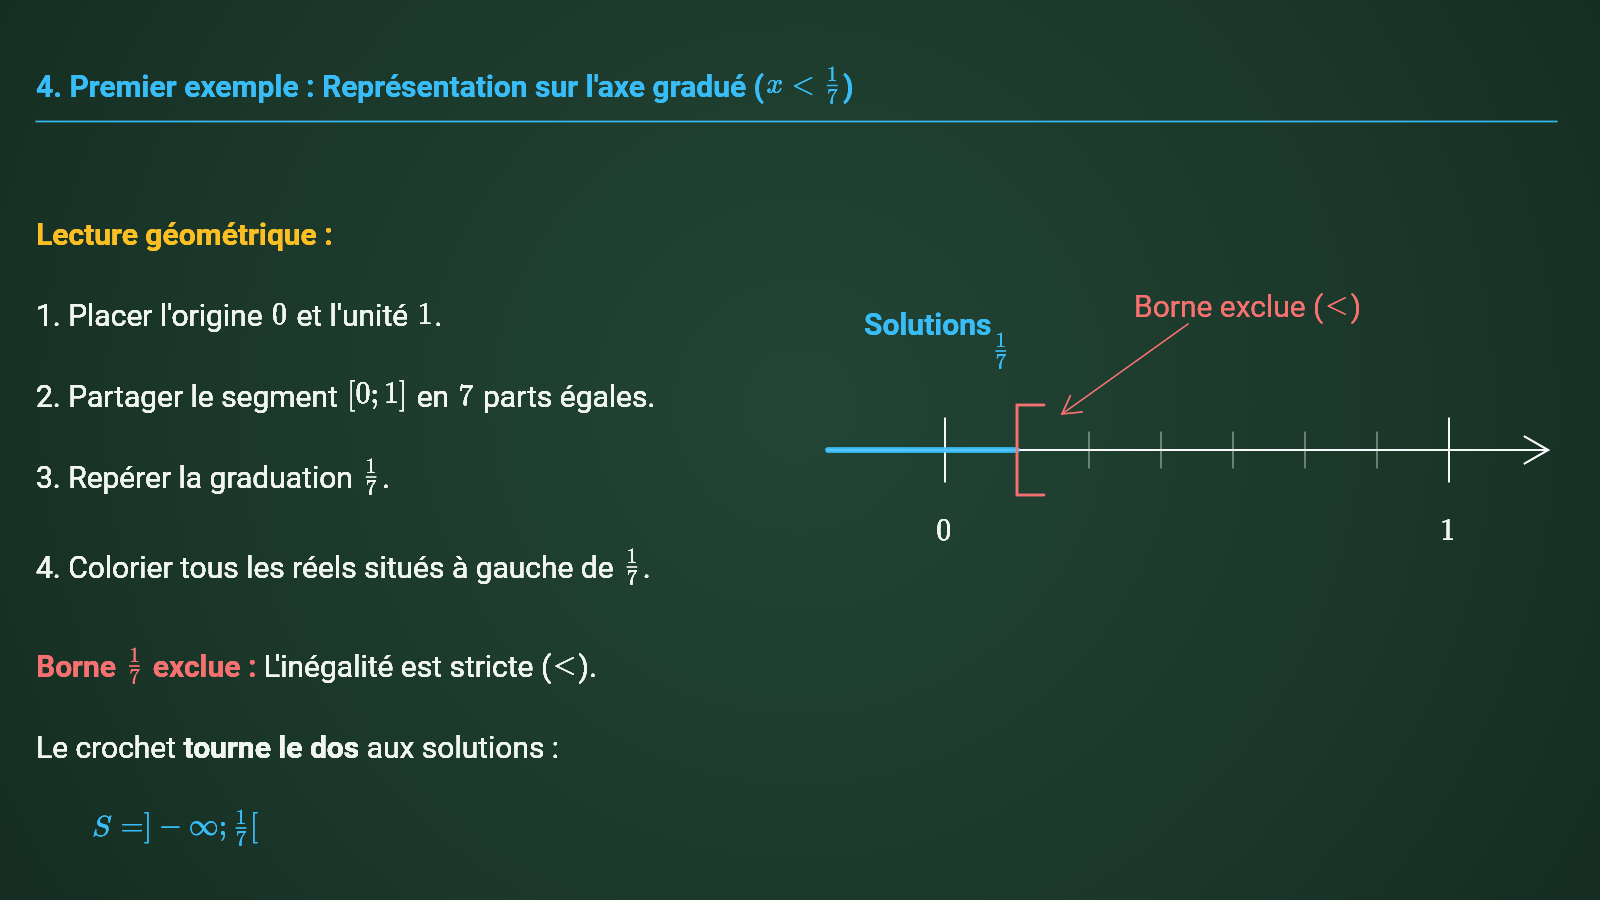 4. Premier exemple : Représentation sur l'axe gradué (x < 1/7)
Lecture géométrique :
1. Placer l'origine 0 et l'unité 1.
2. Partager le segment [0; 1] en 7 parts égales.
3. Repérer la graduation 1/7.
4. Colorier tous les réels situés à gauche de 1/7.
Borne 1/7 exclue : L'inégalité est stricte (<).
Le crochet tourne le dos aux solutions :
S =] − ∞; 1/7 [
Borne exclue (<)
Solutions
1/7
0
1